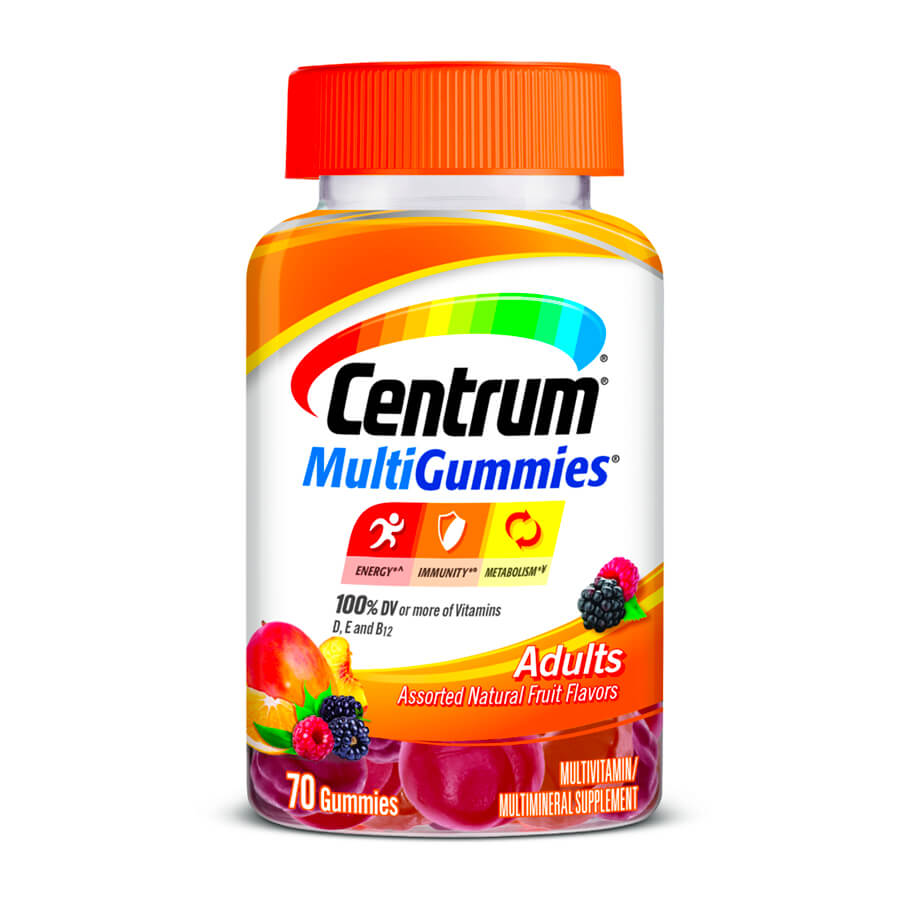 Centrum®
MultiGummies®
ENERGY*^ IMMUNITY*® METABOLISM*¥
100% DV or more of Vitamins
D, E and B12
Adults
Assorted Natural Fruit Flavors
70 Gummies
MULTIVITAMIN/
MULTIMINERAL SUPPLEMENT